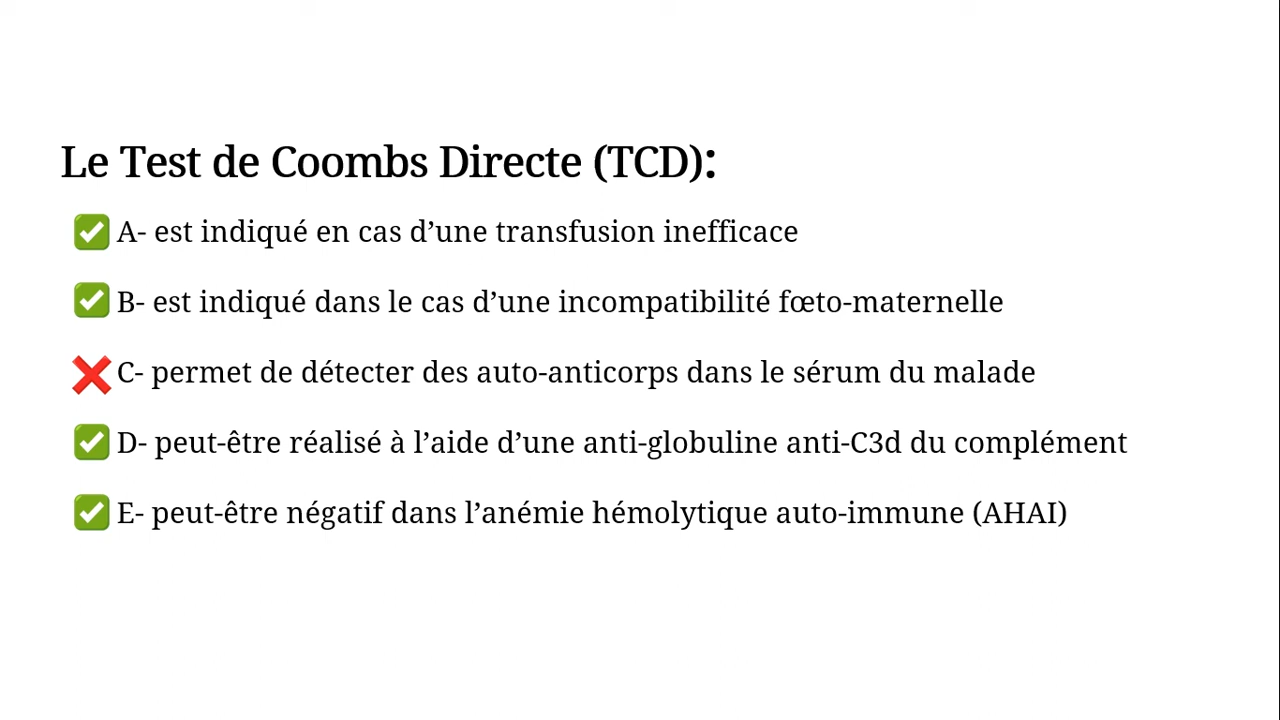 Le Test de Coombs Directe (TCD):
✅ A- est indiqué en cas d’une transfusion inefficace
✅ B- est indiqué dans le cas d’une incompatibilité fœto-maternelle
❌ C- permet de détecter des auto-anticorps dans le sérum du malade
✅ D- peut-être réalisé à l’aide d’une anti-globuline anti-C3d du complément
✅ E- peut-être négatif dans l’anémie hémolytique auto-immune (AHAI)